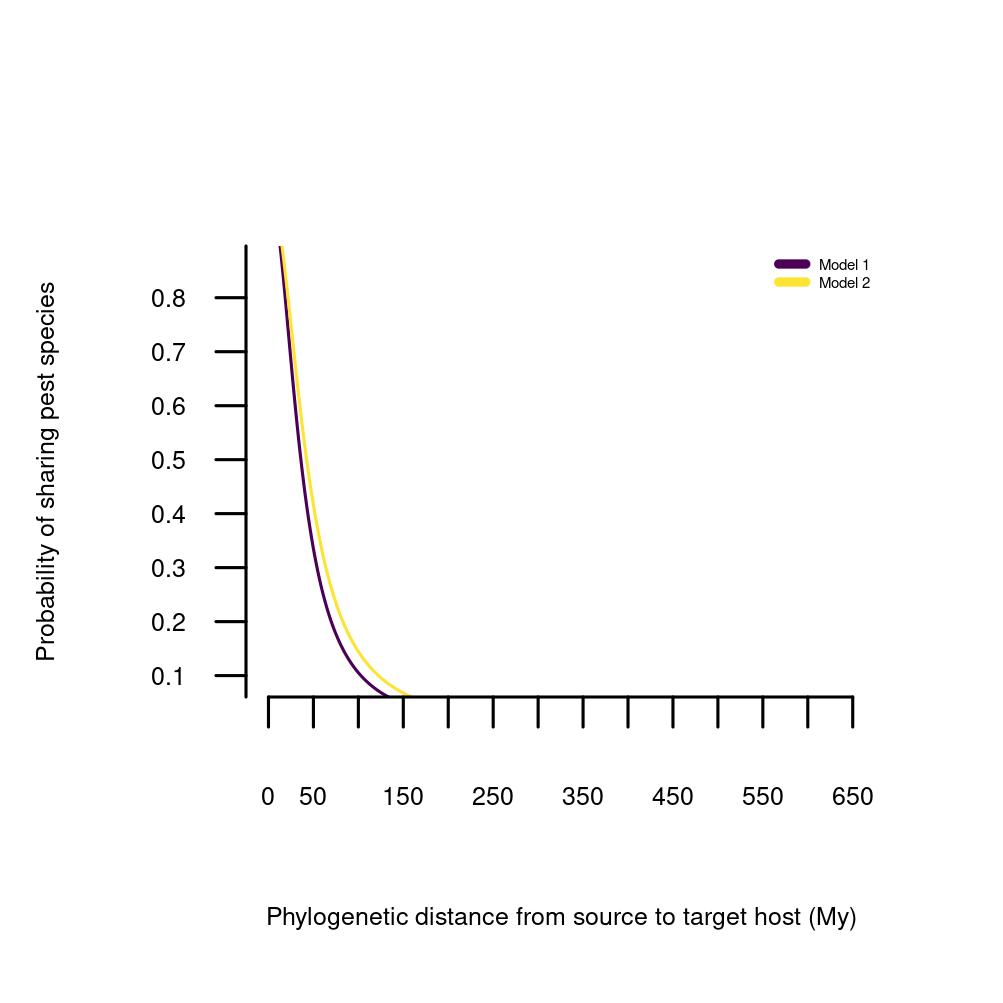 Model 1
Model 2
Probability of sharing pest species
0.8
0.7
0.6
0.5
0.4
0.3
0.2
0.1
0 50 150 250 350 450 550 650
Phylogenetic distance from source to target host (My)